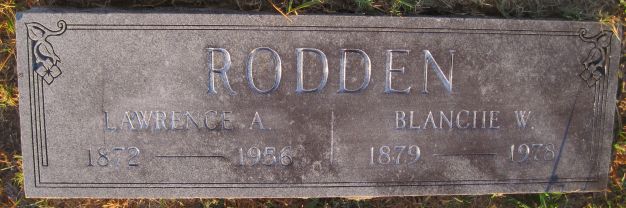 RODDEN
LAWRENCE A. BLANCHE W.
1872 — 1956 1879 — 1978